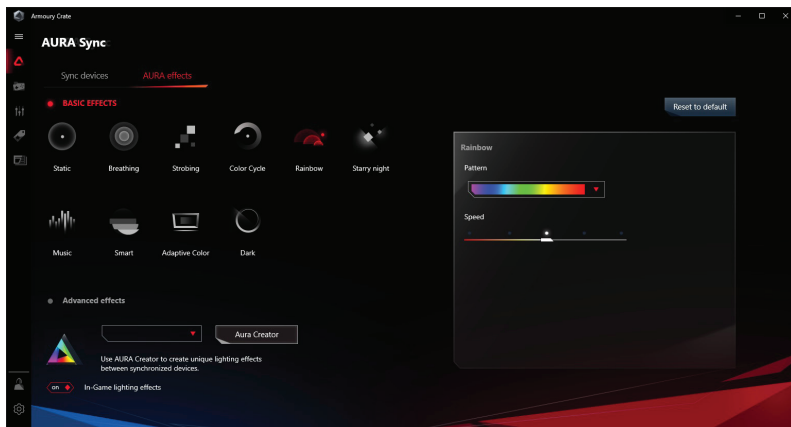 Armoury Crate
AURA Sync
Sync devices
AURA effects
BASIC EFFECTS
Reset to default
Static
Breathing
Strobing
Color Cycle
Rainbow
Starry night
Music
Smart
Adaptive Color
Dark
Rainbow
Pattern
Speed
Advanced effects
Aura Creator
Use AURA Creator to create unique lighting effects
between synchronized devices.
on
In-Game lighting effects